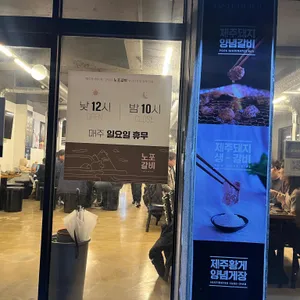 낮 12시
밤 10시
매주 일요일 휴무
노포
갈비
제주돼지
양념갈비
제주돼지
생-갈비
제주황게
양념게장